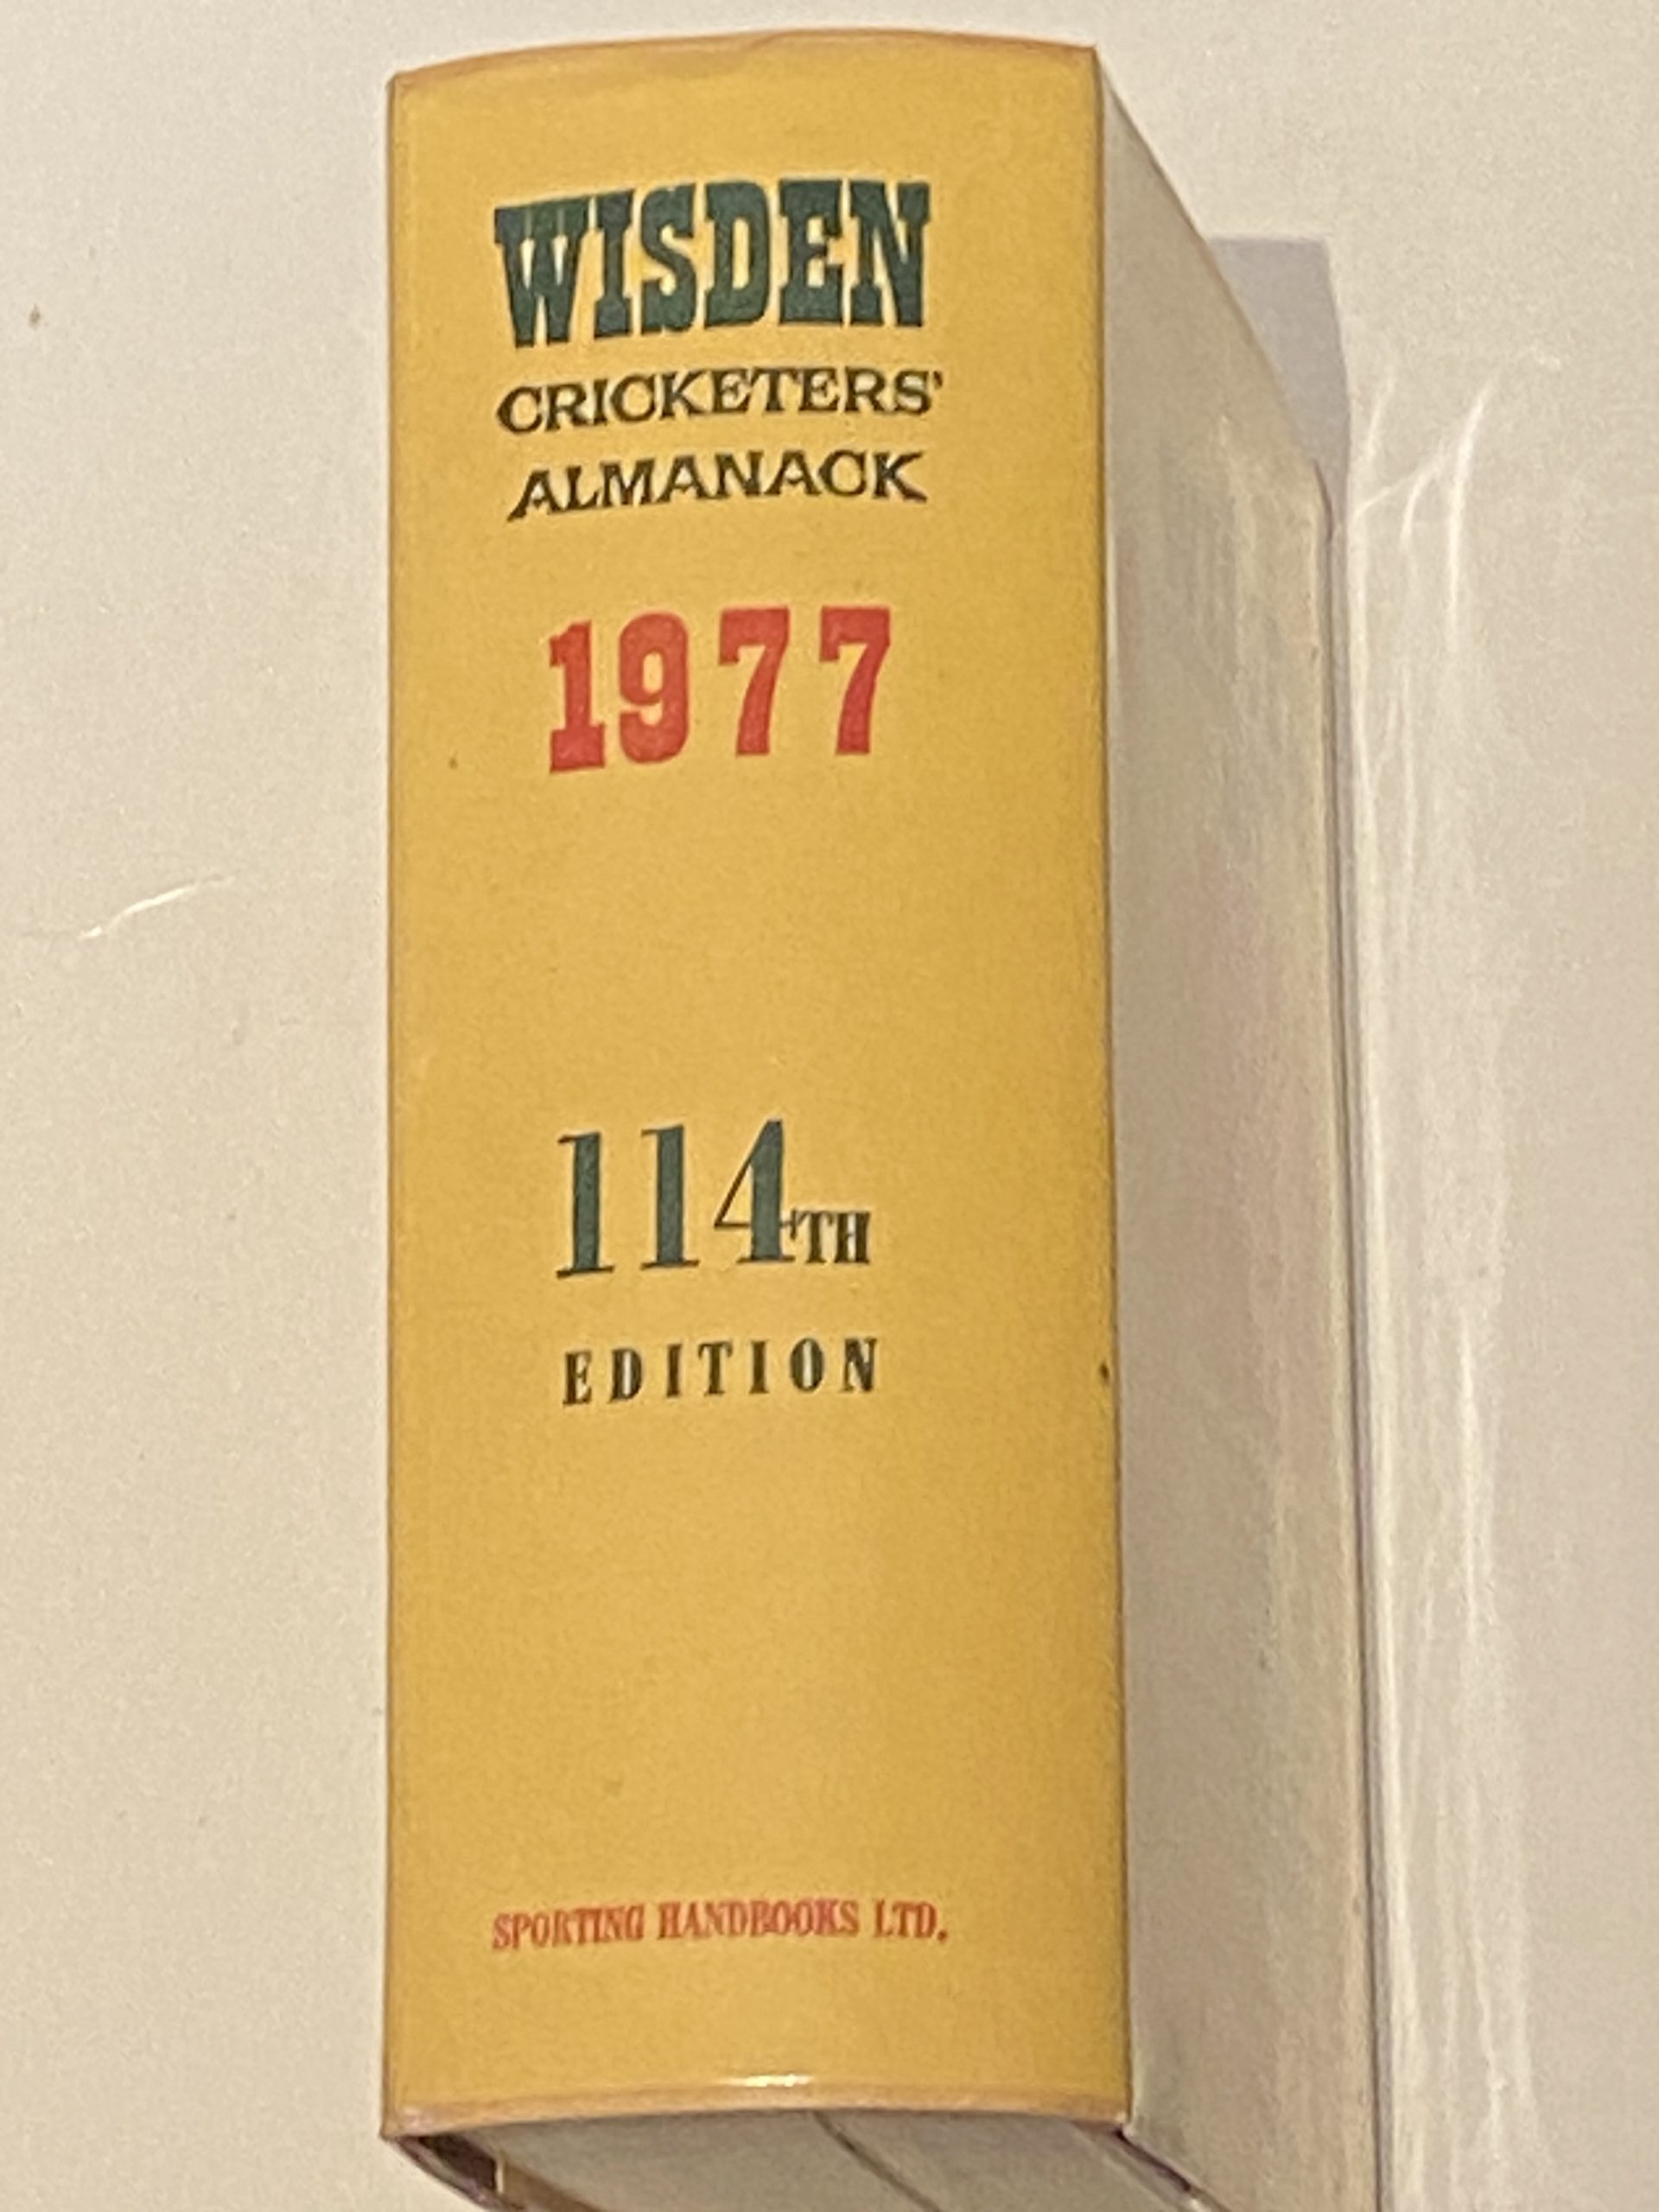 WISDEN
CRICKETERS'
ALMANACK
1977
114TH
EDITION
SPORTING HANDBOOKS LTD.